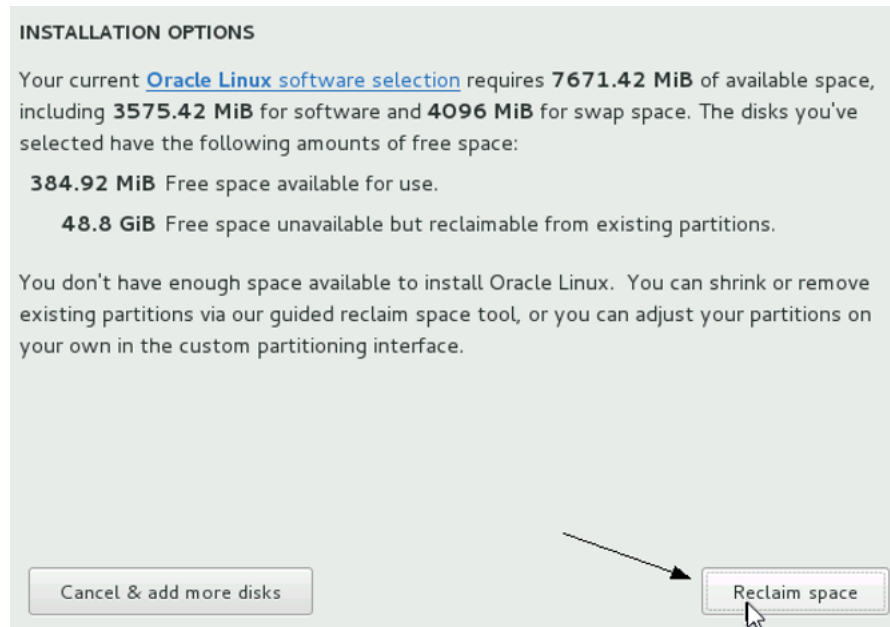 INSTALLATION OPTIONS
Your current Oracle Linux software selection requires 7671.42 MiB of available space,
including 3575.42 MiB for software and 4096 MiB for swap space. The disks you've
selected have the following amounts of free space:
384.92 MiB Free space available for use.
48.8 GiB Free space unavailable but reclaimable from existing partitions.
You don't have enough space available to install Oracle Linux. You can shrink or remove
existing partitions via our guided reclaim space tool, or you can adjust your partitions on
your own in the custom partitioning interface.
Cancel & add more disks
Reclaim space